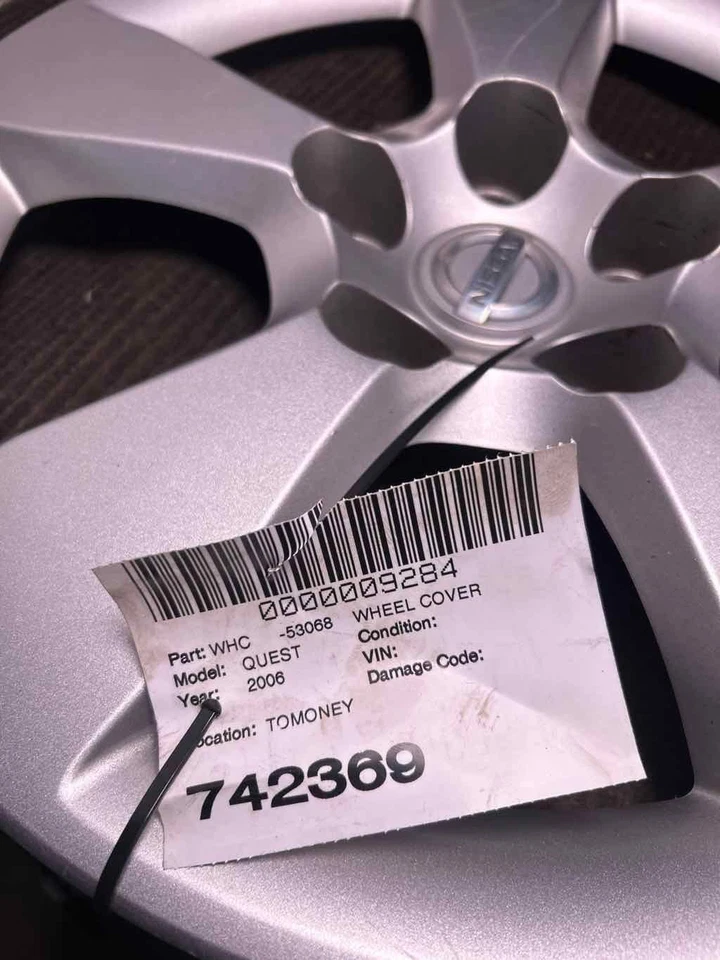 0000009284
Part: WHC -53068 WHEEL COVER
Model: QUEST Condition:
Year: 2006 VIN:
Damage Code:
ocation: TOMONEY
742369